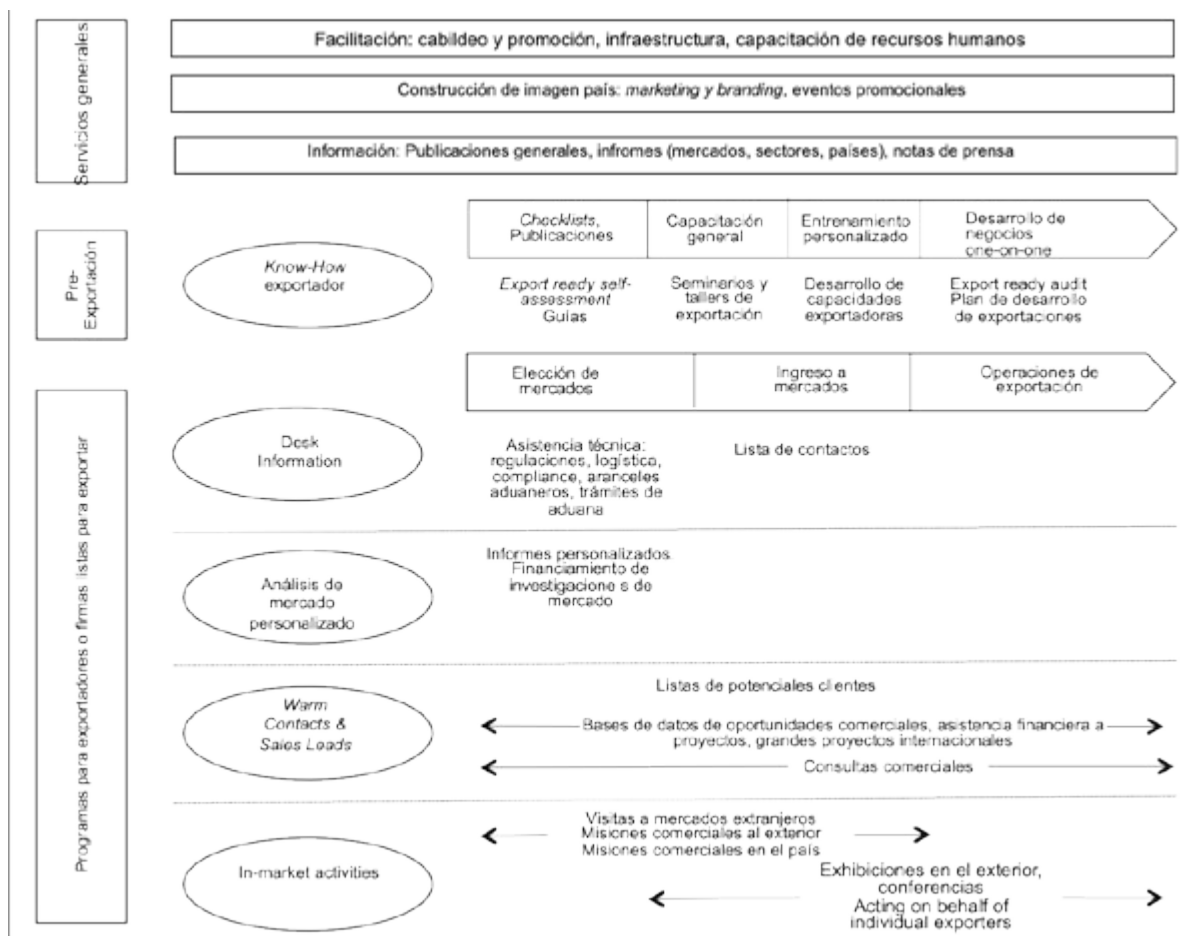 Servicios generales
Facilitación: cabildeo y promoción, infraestructura, capacitación de recursos humanos
Construcción de imagen país: marketing y branding, eventos promocionales
Información: Publicaciones generales, infromes (mercados, sectores, países), notas de prensa
Pre-
Exportación
Know-How
exportador
Checklists,
Publicaciones
Capacitación
general
Entrenamiento
personalizado
Desarrollo de
negocios
one-on-one
Export ready self-
assessment
Guías
Seminarios y
tallers de
exportación
Desarrollo de
capacidades
exportadoras
Export ready audit
Plan de desarrollo
de exportaciones
Programas para exportadores o firmas listas para exportar
Elección de
mercados
Ingreso a
mercados
Operaciones de
exportación
Desk
Information
Asistencia técnica:
regulaciones, logística,
compliance, aranceles
aduaneros, trámites de
aduana
Lista de contactos
Análisis de
mercado
personalizado
Informes personalizados
Financiamiento de
investigacione s de
mercado
Warm
Contacts &
Sales Leads
Listas de potenciales clientes
Bases de datos de oportunidades comerciales, asistencia financiera a
proyectos, grandes proyectos internacionales
Consultas comerciales
In-market activities
Visitas a mercados extranjeros
Misiones comerciales al exterior
Misiones comerciales en el país
Exhibiciones en el exterior,
conferencias
Acting on behalf of
individual exporters